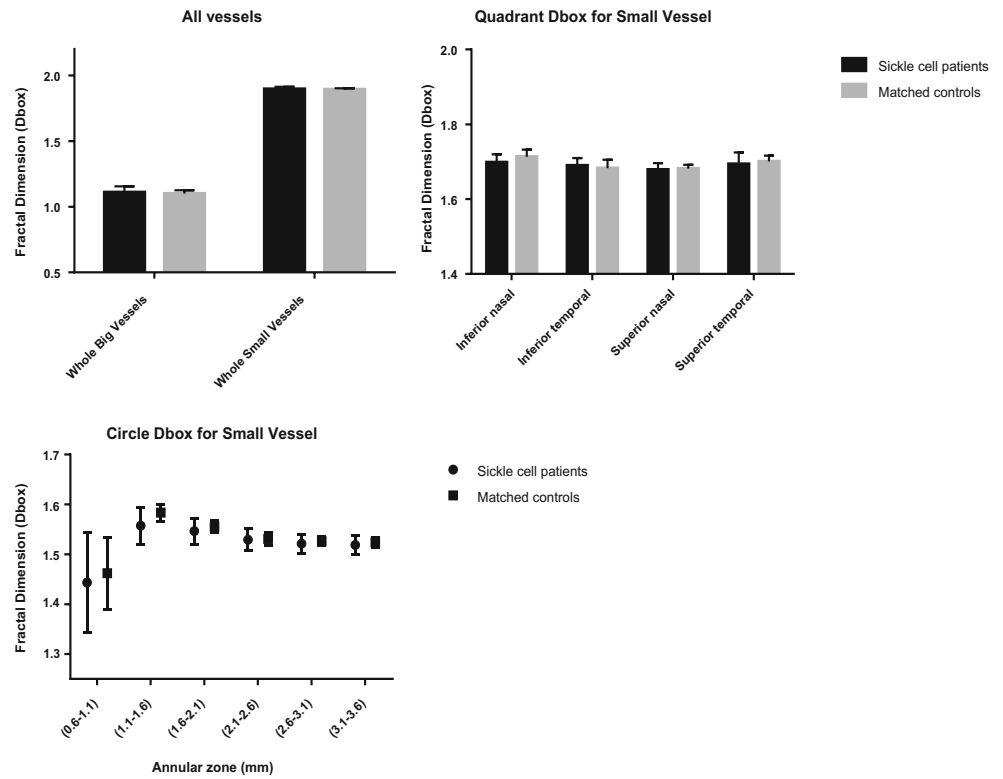 All vessels
Fractal Dimension (Dbox)
2.0
1.5
1.0
0.5
Whole Big Vessels
Whole Small Vessels
Quadrant Dbox for Small Vessel
Fractal Dimension (Dbox)
2.0
1.8
1.6
1.4
Inferior nasal
Inferior temporal
Superior nasal
Superior temporal
Sickle cell patients
Matched controls
Circle Dbox for Small Vessel
Fractal Dimension (Dbox)
1.7
1.6
1.5
1.4
1.3
(0.6-1.1)
(1.1-1.6)
(1.6-2.1)
(2.1-2.6)
(2.6-3.1)
(3.1-3.6)
Annular zone (mm)
Sickle cell patients
Matched controls